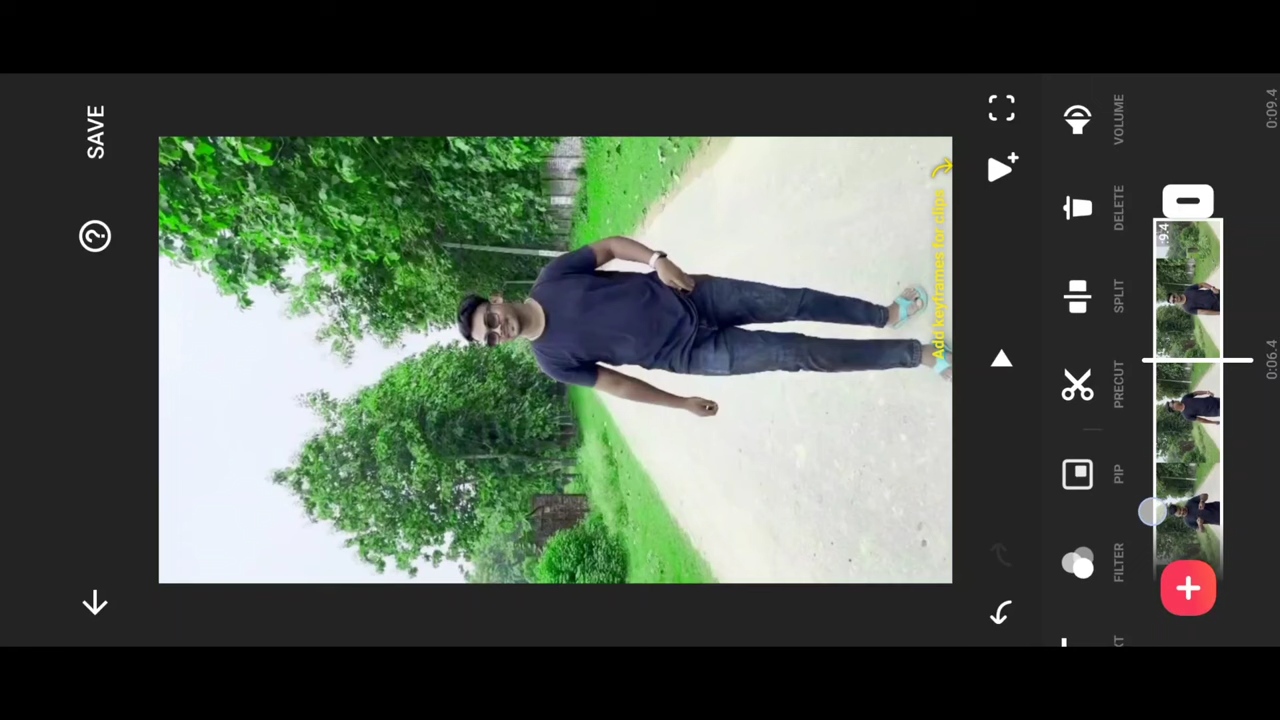 SAVE
Add keyframes for clips
VOLUME
DELETE
SPLIT
PRECUT
PIP
FILTER
0:06.4
0:09.4